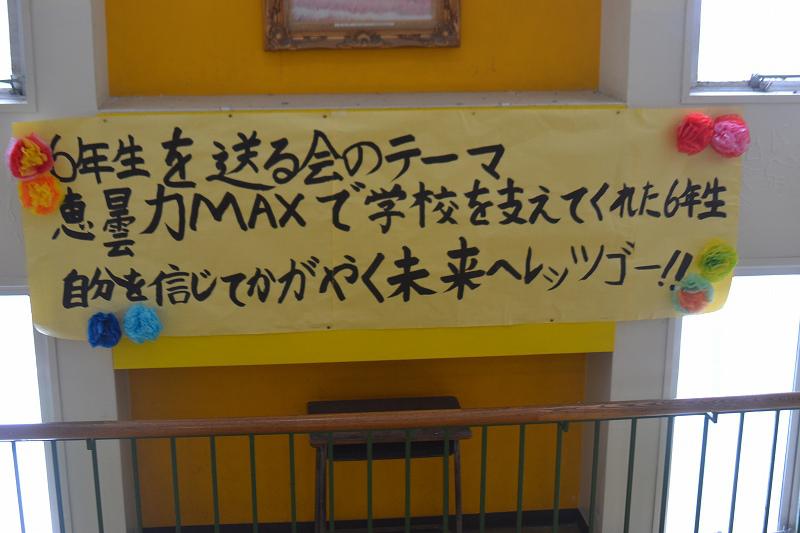 6年生を送る会のテーマ
恵曇力MAXで学校を支えてくれた6年生
自分を信じてかがやく未来へレッツゴー!!